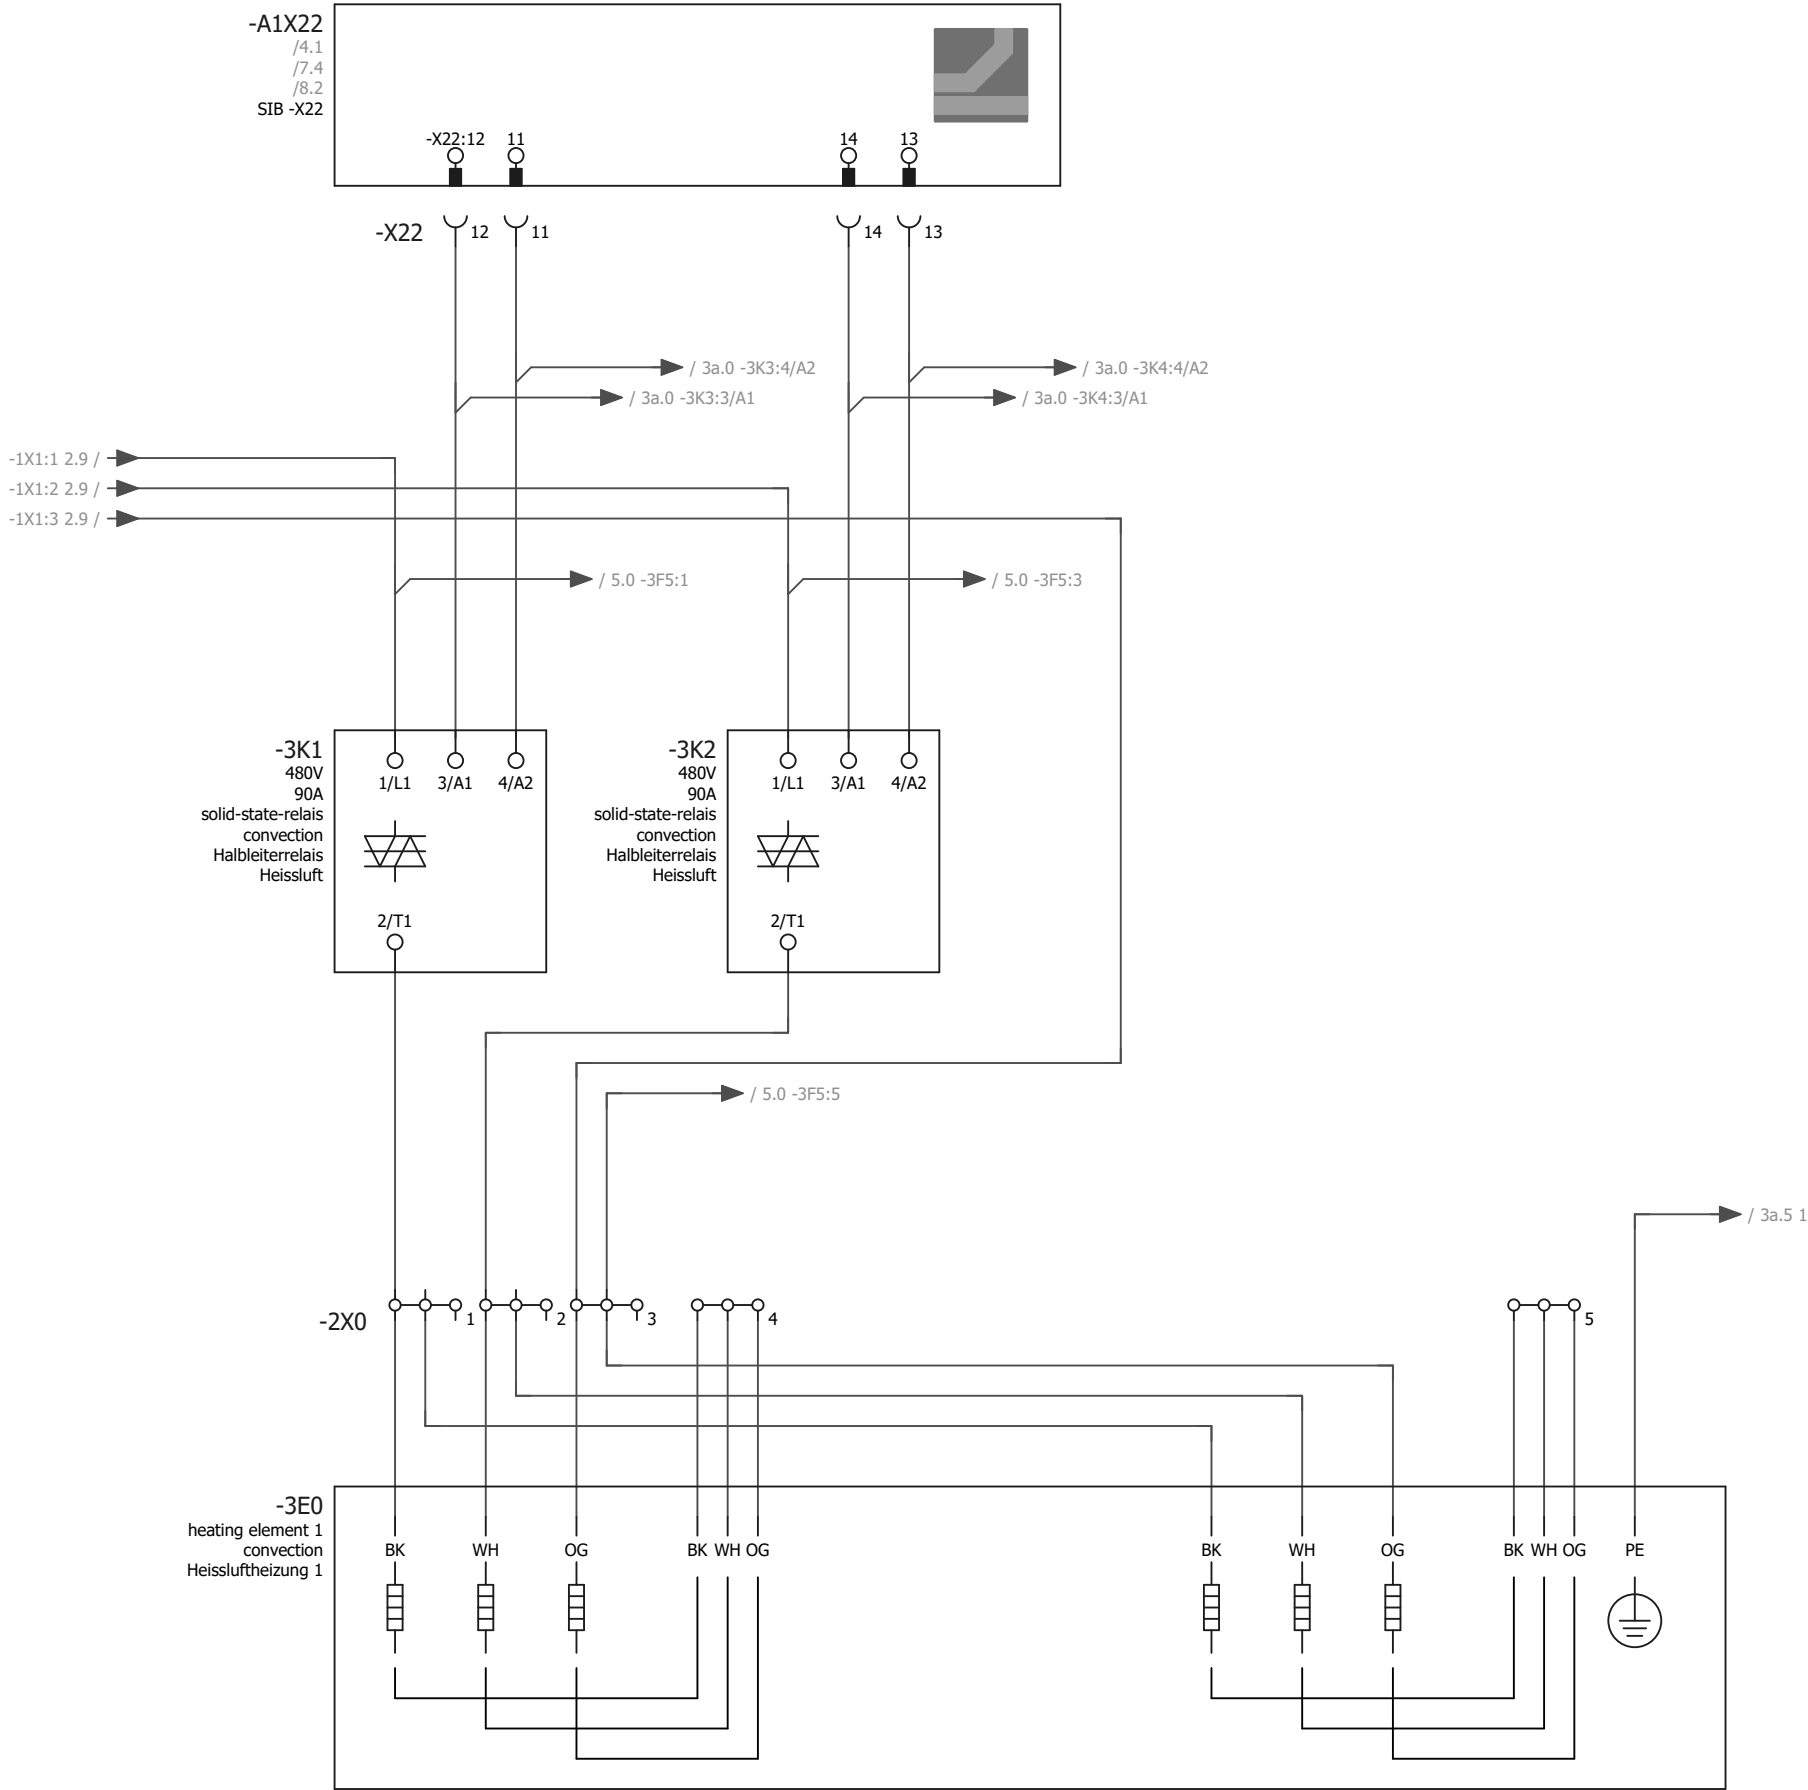 -A1X22
/4.1
/7.4
/8.2
SIB -X22
-X22:12 11 14 13
-X22 12 11 14 13
/ 3a.0 -3K3:4/A2 / 3a.0 -3K4:4/A2
/ 3a.0 -3K3:3/A1 / 3a.0 -3K4:3/A1
-1X1:1 2.9 /
-1X1:2 2.9 /
-1X1:3 2.9 /
/ 5.0 -3F5:1 / 5.0 -3F5:3
-3K1
480V
90A
solid-state-relais
convection
Halbleiterrelais
Heissluft
1/L1 3/A1 4/A2
2/T1
-3K2
480V
90A
solid-state-relais
convection
Halbleiterrelais
Heissluft
1/L1 3/A1 4/A2
2/T1
/ 5.0 -3F5:5
/ 3a.5 1
-2X0 1 2 3 4 5
-3E0
heating element 1
convection
Heissluftheizung 1
BK WH OG BK WH OG BK WH OG BK WH OG PE